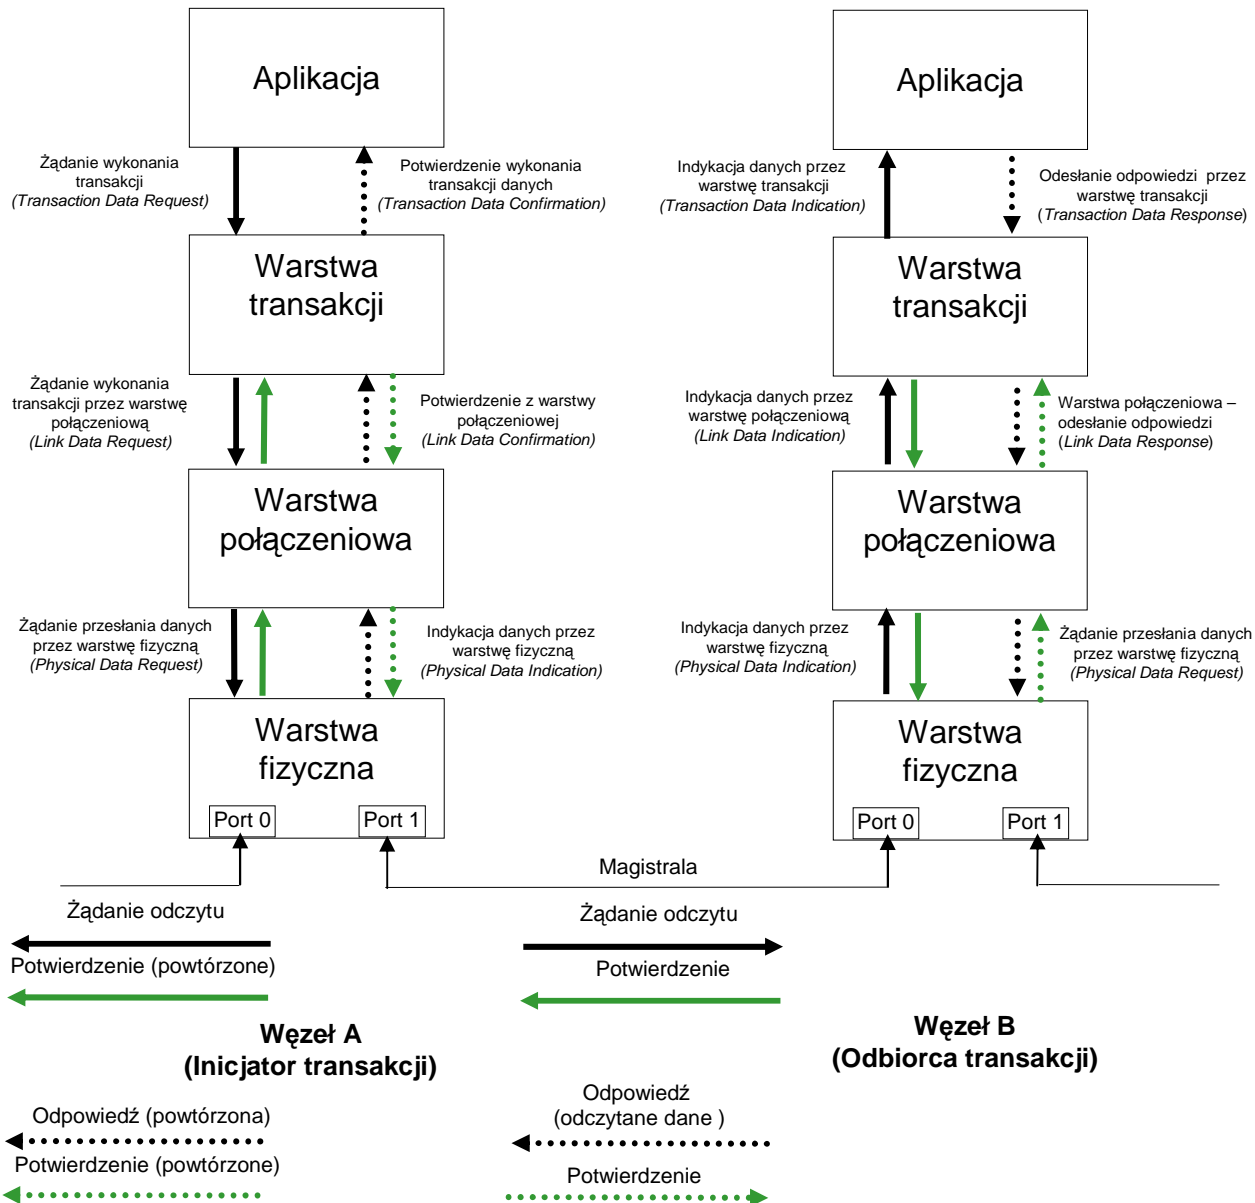 Aplikacja
Aplikacja
Żądanie wykonania
transakcji
(Transaction Data Request)
Potwierdzenie wykonania
transakcji danych
(Transaction Data Confirmation)
Indykacja danych przez
warstwę transakcji
(Transaction Data Indication)
Odesłanie odpowiedzi przez
warstwę transakcji
(Transaction Data Response)
Warstwa
transakcji
Warstwa
transakcji
Żądanie wykonania
transakcji przez warstwę
połączeniową
(Link Data Request)
Potwierdzenie z warstwy
połączeniowej
(Link Data Confirmation)
Indykacja danych przez
warstwę połączeniową
(Link Data Indication)
Warstwa połączeniowa –
odesłanie odpowiedzi
(Link Data Response)
Warstwa
połączeniowa
Warstwa
połączeniowa
Żądanie przesłania danych
przez warstwę fizyczną
(Physical Data Request)
Indykacja danych przez
warstwę fizyczną
(Physical Data Indication)
Indykacja danych przez
warstwę fizyczną
(Physical Data Indication)
Żądanie przesłania danych
przez warstwę fizyczną
(Physical Data Request)
Warstwa
fizyczna
Warstwa
fizyczna
Port 0
Port 1
Port 0
Port 1
Magistrala
Żądanie odczytu
Żądanie odczytu
Potwierdzenie (powtórzone)
Potwierdzenie
Węzeł A
(Inicjator transakcji)
Węzeł B
(Odbiorca transakcji)
Odpowiedź (powtórzona)
Odpowiedź
(odczytane dane )
Potwierdzenie (powtórzone)
Potwierdzenie